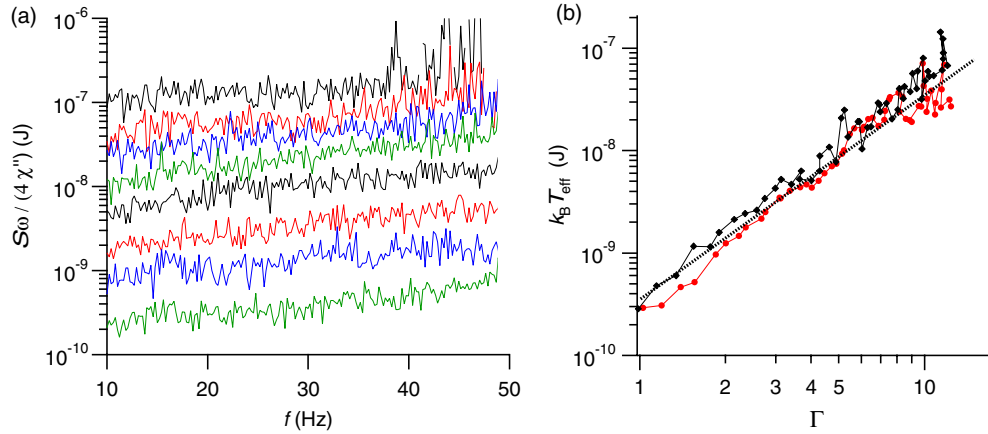 (a)
10⁻⁶
10⁻⁷
10⁻⁸
10⁻⁹
10⁻¹⁰
Sω / (4 χ'') (J)
10 20 30 40 50
f (Hz)
(b)
10⁻⁷
10⁻⁸
10⁻⁹
10⁻¹⁰
k_B T_eff (J)
1 2 3 4 5 10
Γ